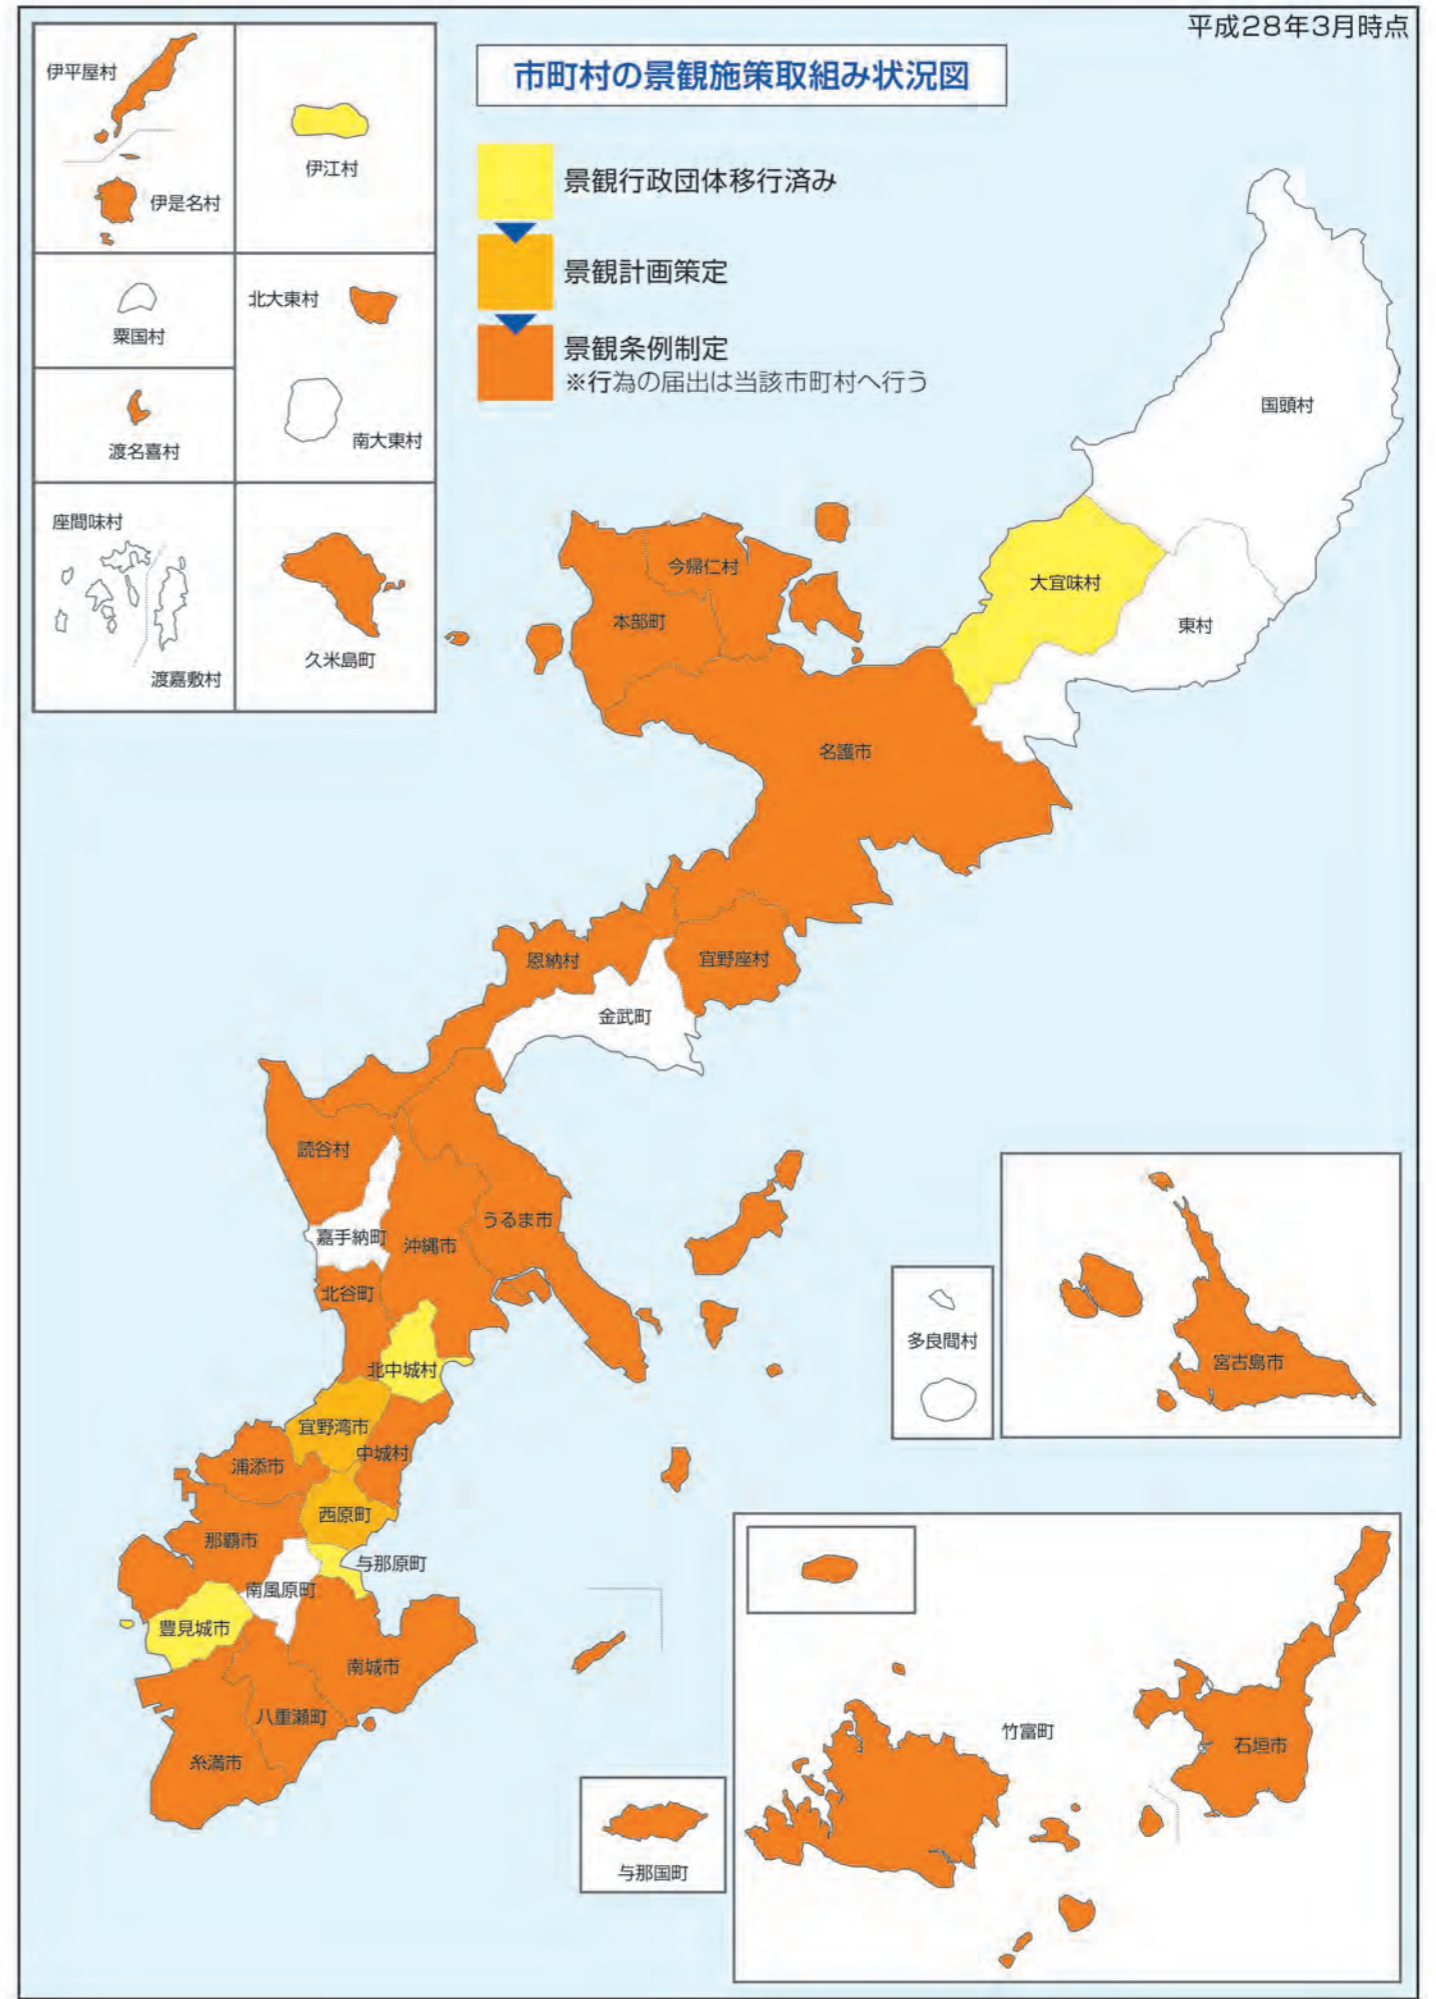 平成28年3月時点
市町村の景観施策取組み状況図
景観行政団体移行済み
景観計画策定
景観条例制定
※行為の届出は当該市町村へ行う
伊平屋村
伊是名村
伊江村
粟国村
北大東村
渡名喜村
南大東村
座間味村
渡嘉敷村
久米島町
国頭村
大宜味村
東村
今帰仁村
本部町
名護市
恩納村
宜野座村
金武町
読谷村
嘉手納町
沖縄市
うるま市
北谷町
北中城村
宜野湾市
中城村
浦添市
西原町
那覇市
与那原町
南風原町
豊見城市
南城市
八重瀬町
糸満市
多良間村
宮古島市
竹富町
石垣市
与那国町